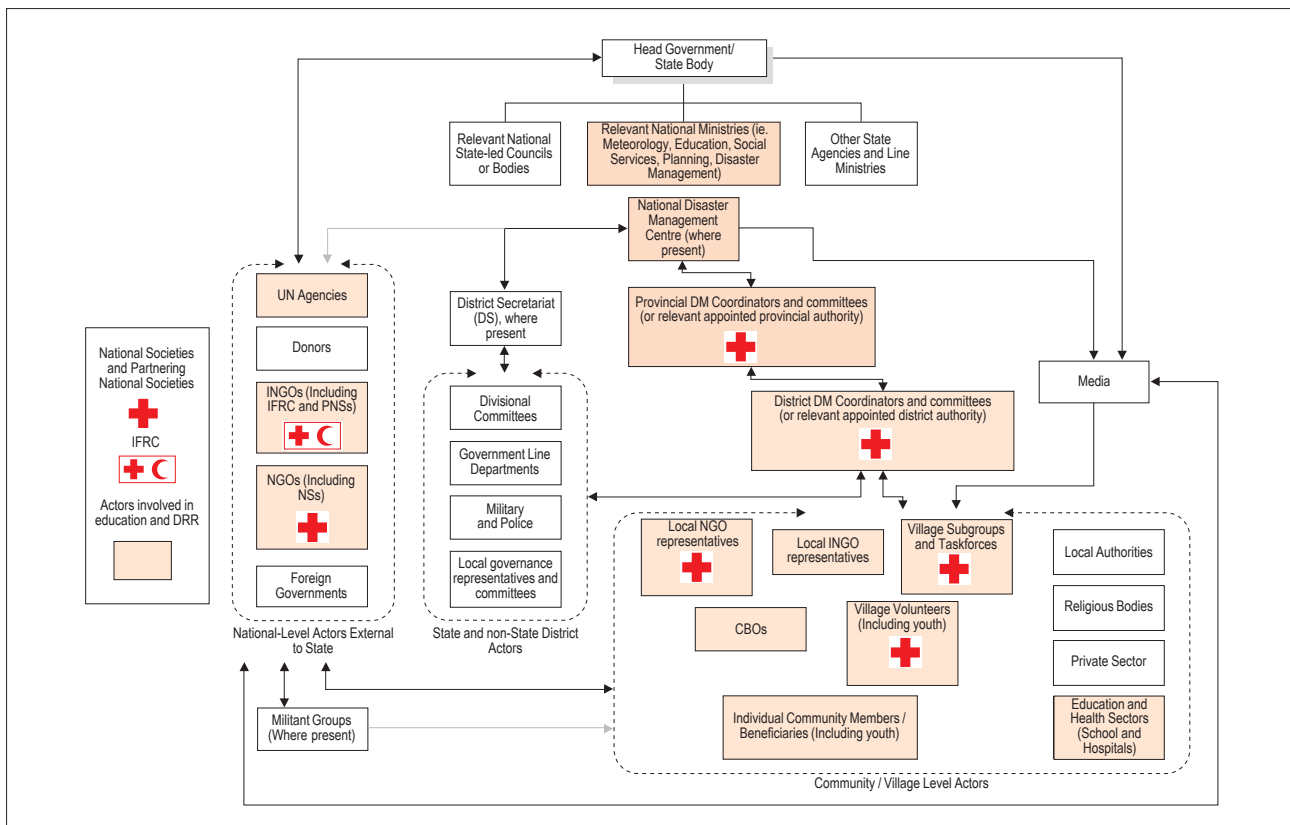 Head Government/
State Body
Relevant National
State-led Councils
or Bodies
Relevant National Ministries (ie.
Meteorology, Education, Social
Services, Planning, Disaster
Management)
Other State
Agencies and Line
Ministries
National Disaster
Management
Centre (where
present)
UN Agencies
Donors
INGOs (Including
IFRC and PNSs)
NGOs (Including
NSs)
Foreign
Governments
National-Level Actors External
to State
District Secretariat
(DS), where
present
Provincial DM Coordinators and committees
(or relevant appointed provincial authority)
National Societies
and Partnering
National Societies
IFRC
Actors involved in
education and DRR
Divisional
Committees
Government Line
Departments
Military
and Police
Local governance
representatives and
committees
State and non-State District
Actors
District DM Coordinators and committees
(or relevant appointed district authority)
Media
Local NGO
representatives
Local INGO
representatives
Village Subgroups
and Taskforces
Local Authorities
CBOs
Village Volunteers
(Including youth)
Religious Bodies
Private Sector
Individual Community Members /
Beneficiaries (Including youth)
Education and
Health Sectors
(School and
Hospitals)
Militant Groups
(Where present)
Community / Village Level Actors